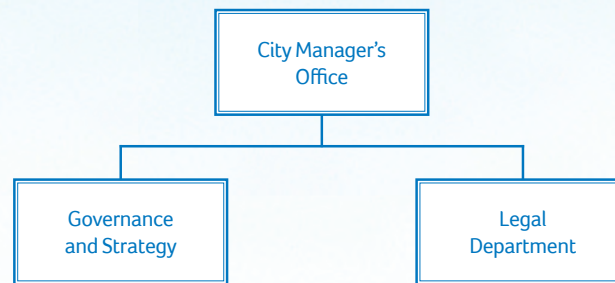 City Manager’s
Office
Governance
and Strategy
Legal
Department